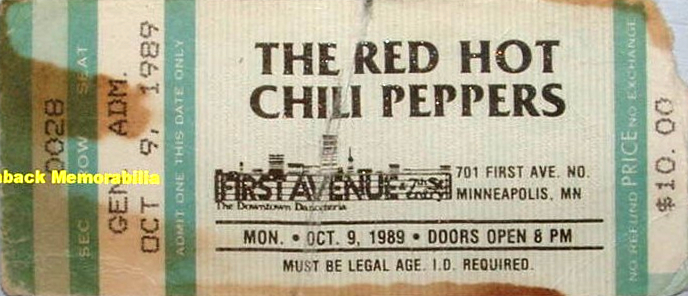 0028
SEC ROW SEAT
GEN ADM.
OCT 9, 1989
ADMIT ONE THIS DATE ONLY
THE RED HOT
CHILI PEPPERS
FIRST AVENUE & 7th St
The Downtown Danceteria
701 FIRST AVE. NO.
MINNEAPOLIS, MN
MON. • OCT. 9, 1989 • DOORS OPEN 8 PM
MUST BE LEGAL AGE. I.D. REQUIRED.
NO REFUND PRICE NO EXCHANGE
$10.00
back Memorabilia